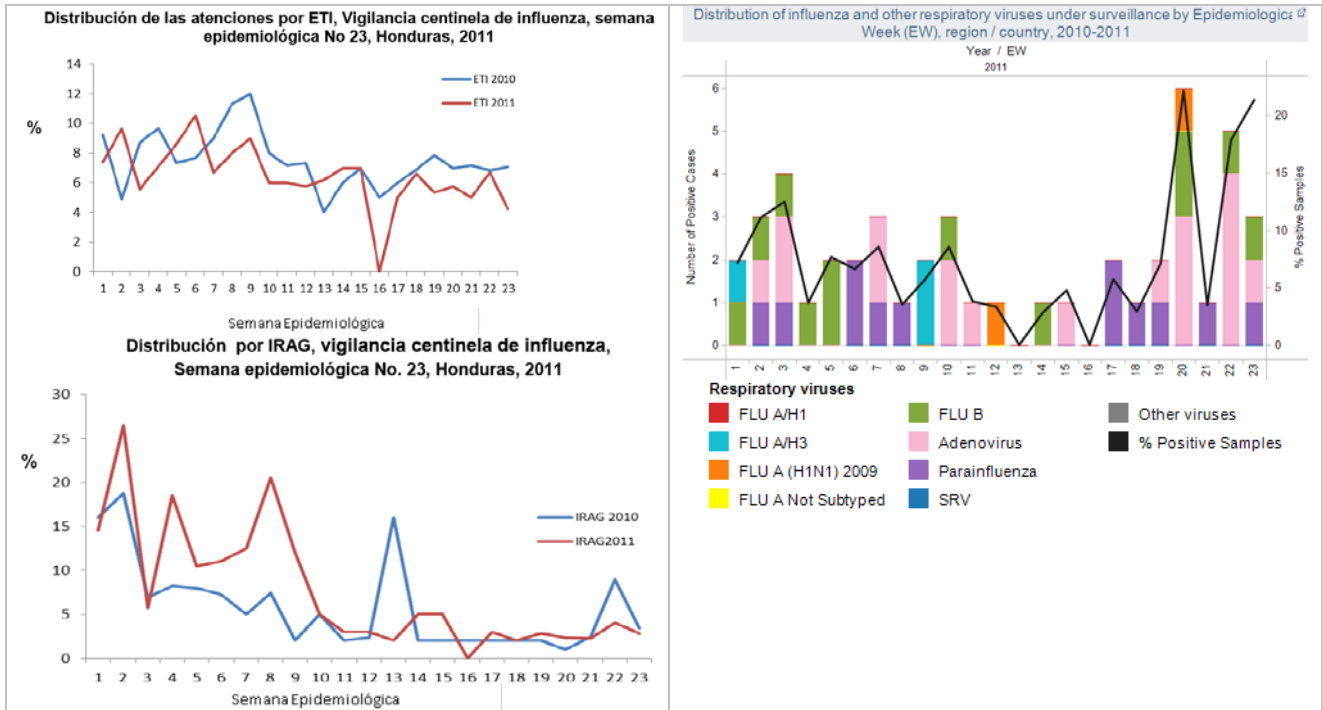 Distribución de las atenciones por ETI, Vigilancia centinela de influenza, semana
epidemiológica No 23, Honduras, 2011
14
12
10
8
6
4
2
0
%
ETI 2010
ETI 2011
1 2 3 4 5 6 7 8 9 10 11 12 13 14 15 16 17 18 19 20 21 22 23
Semana Epidemiológica
Distribución por IRAG, vigilancia centinela de influenza,
Semana epidemiológica No. 23, Honduras, 2011
30
25
20
15
10
5
0
%
IRAG 2010
IRAG2011
1 2 3 4 5 6 7 8 9 10 11 12 13 14 15 16 17 18 19 20 21 22 23
Semana Epidemiológica
Distribution of influenza and other respiratory viruses under surveillance by Epidemiologica
Week (EW), region / country, 2010-2011
Year / EW
2011
Number of Positive Cases
6
5
4
3
2
1
0
% Positive Samples
20
15
10
5
0
1 2 3 4 5 6 7 8 9 10 11 12 13 14 15 16 17 18 19 20 21 22 23
Respiratory viruses
FLU A/H1
FLU A/H3
FLU A (H1N1) 2009
FLU A Not Subtyped
FLU B
Adenovirus
Parainfluenza
SRV
Other viruses
% Positive Samples